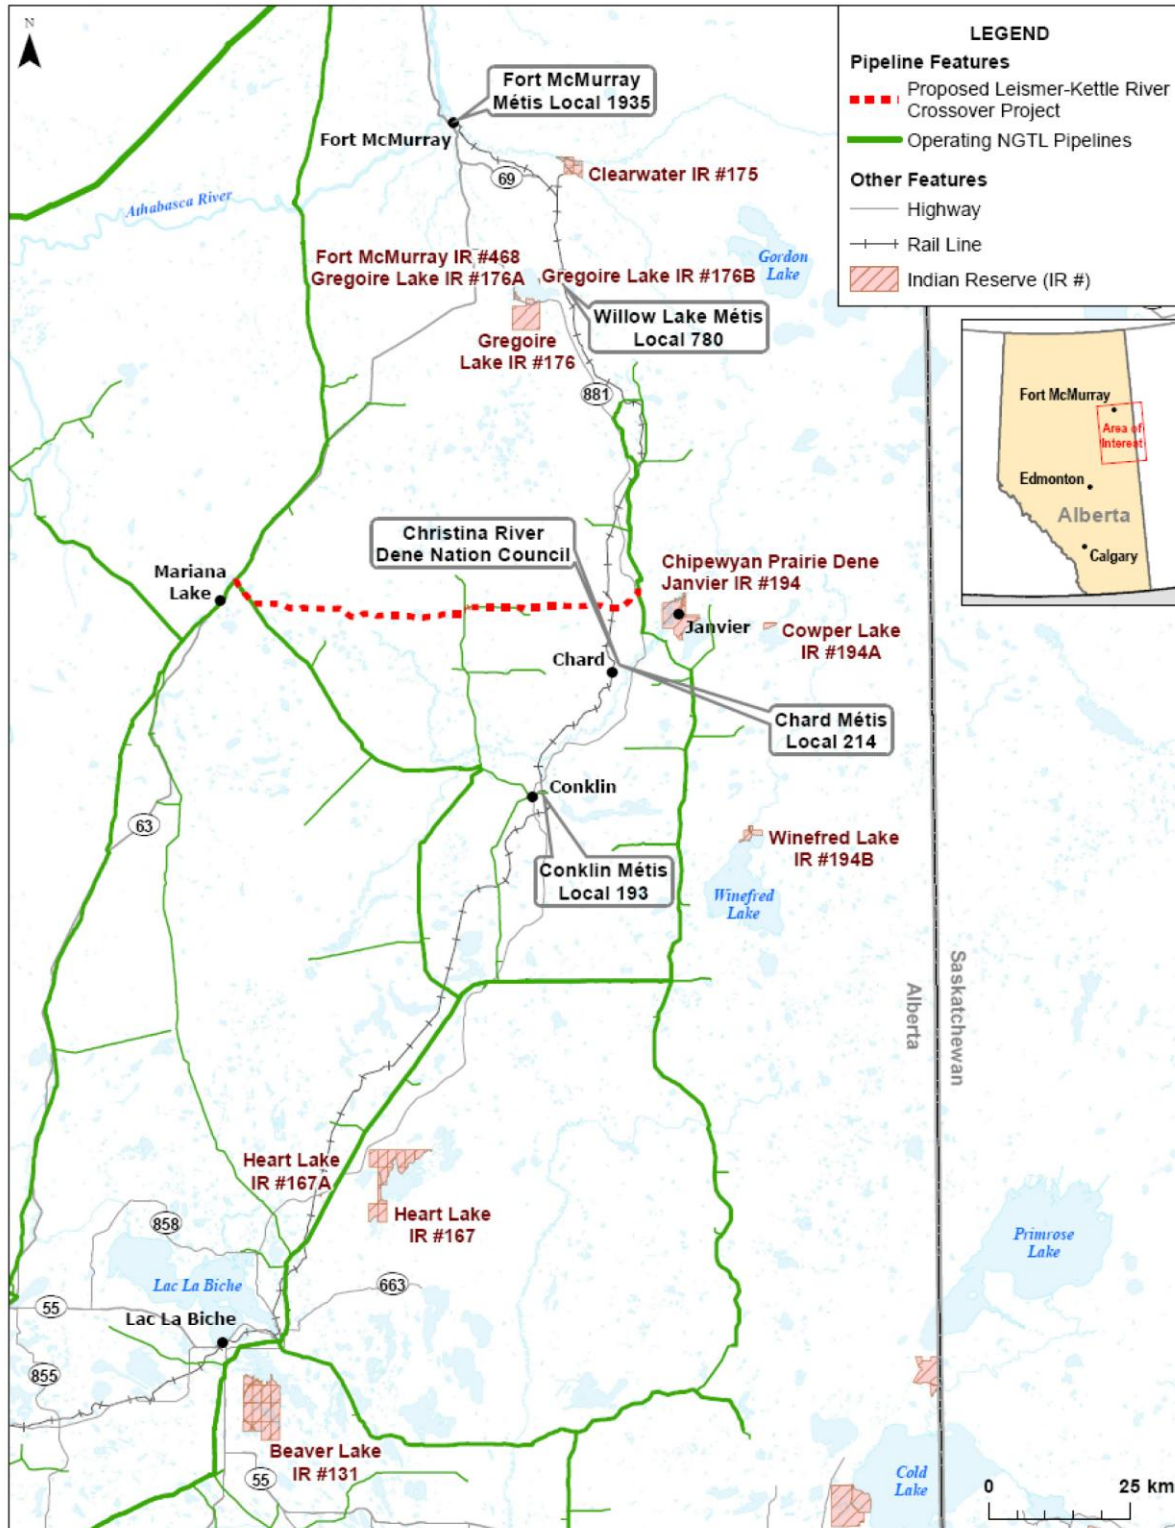 N
LEGEND
Pipeline Features
Proposed Leismer-Kettle River
Crossover Project
Operating NGTL Pipelines
Other Features
Highway
Rail Line
Indian Reserve (IR #)
Fort McMurray
Métis Local 1935
Fort McMurray
69
Clearwater IR #175
Athabasca River
Fort McMurray IR #468
Gregoire Lake IR #176A
Gregoire Lake IR #176B
Gordon
Lake
Willow Lake Métis
Local 780
Gregoire
Lake IR #176
881
Fort McMurray
Area of
Interest
Edmonton
Alberta
Calgary
Christina River
Dene Nation Council
Mariana
Lake
Chipewyan Prairie Dene
Janvier IR #194
Janvier
Cowper Lake
IR #194A
Chard
Chard Métis
Local 214
Conklin
63
Winefred Lake
IR #194B
Conklin Métis
Local 193
Winefred
Lake
Alberta
Saskatchewan
Heart Lake
IR #167A
Heart Lake
IR #167
858
Primrose
Lake
Lac La Biche
663
55
Lac La Biche
855
Beaver Lake
IR #131
55
Cold
Lake
0 25 km